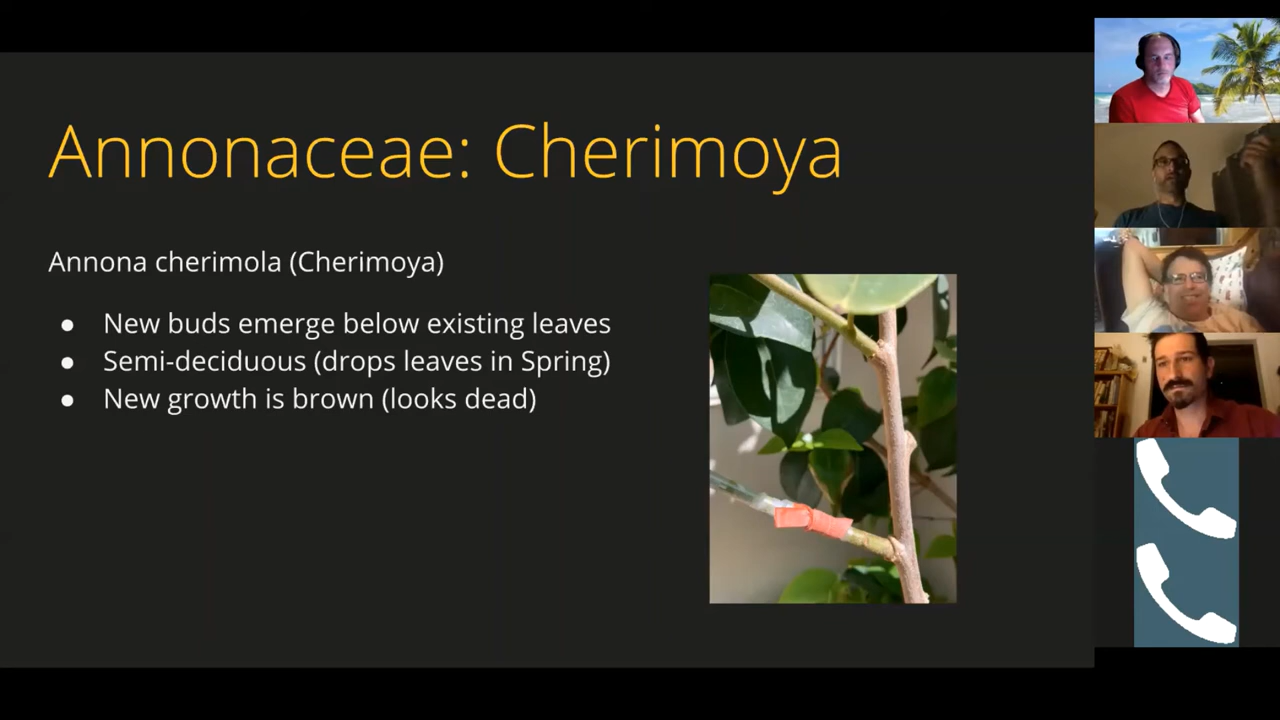 Annonaceae: Cherimoya
Annona cherimola (Cherimoya)
● New buds emerge below existing leaves
● Semi-deciduous (drops leaves in Spring)
● New growth is brown (looks dead)